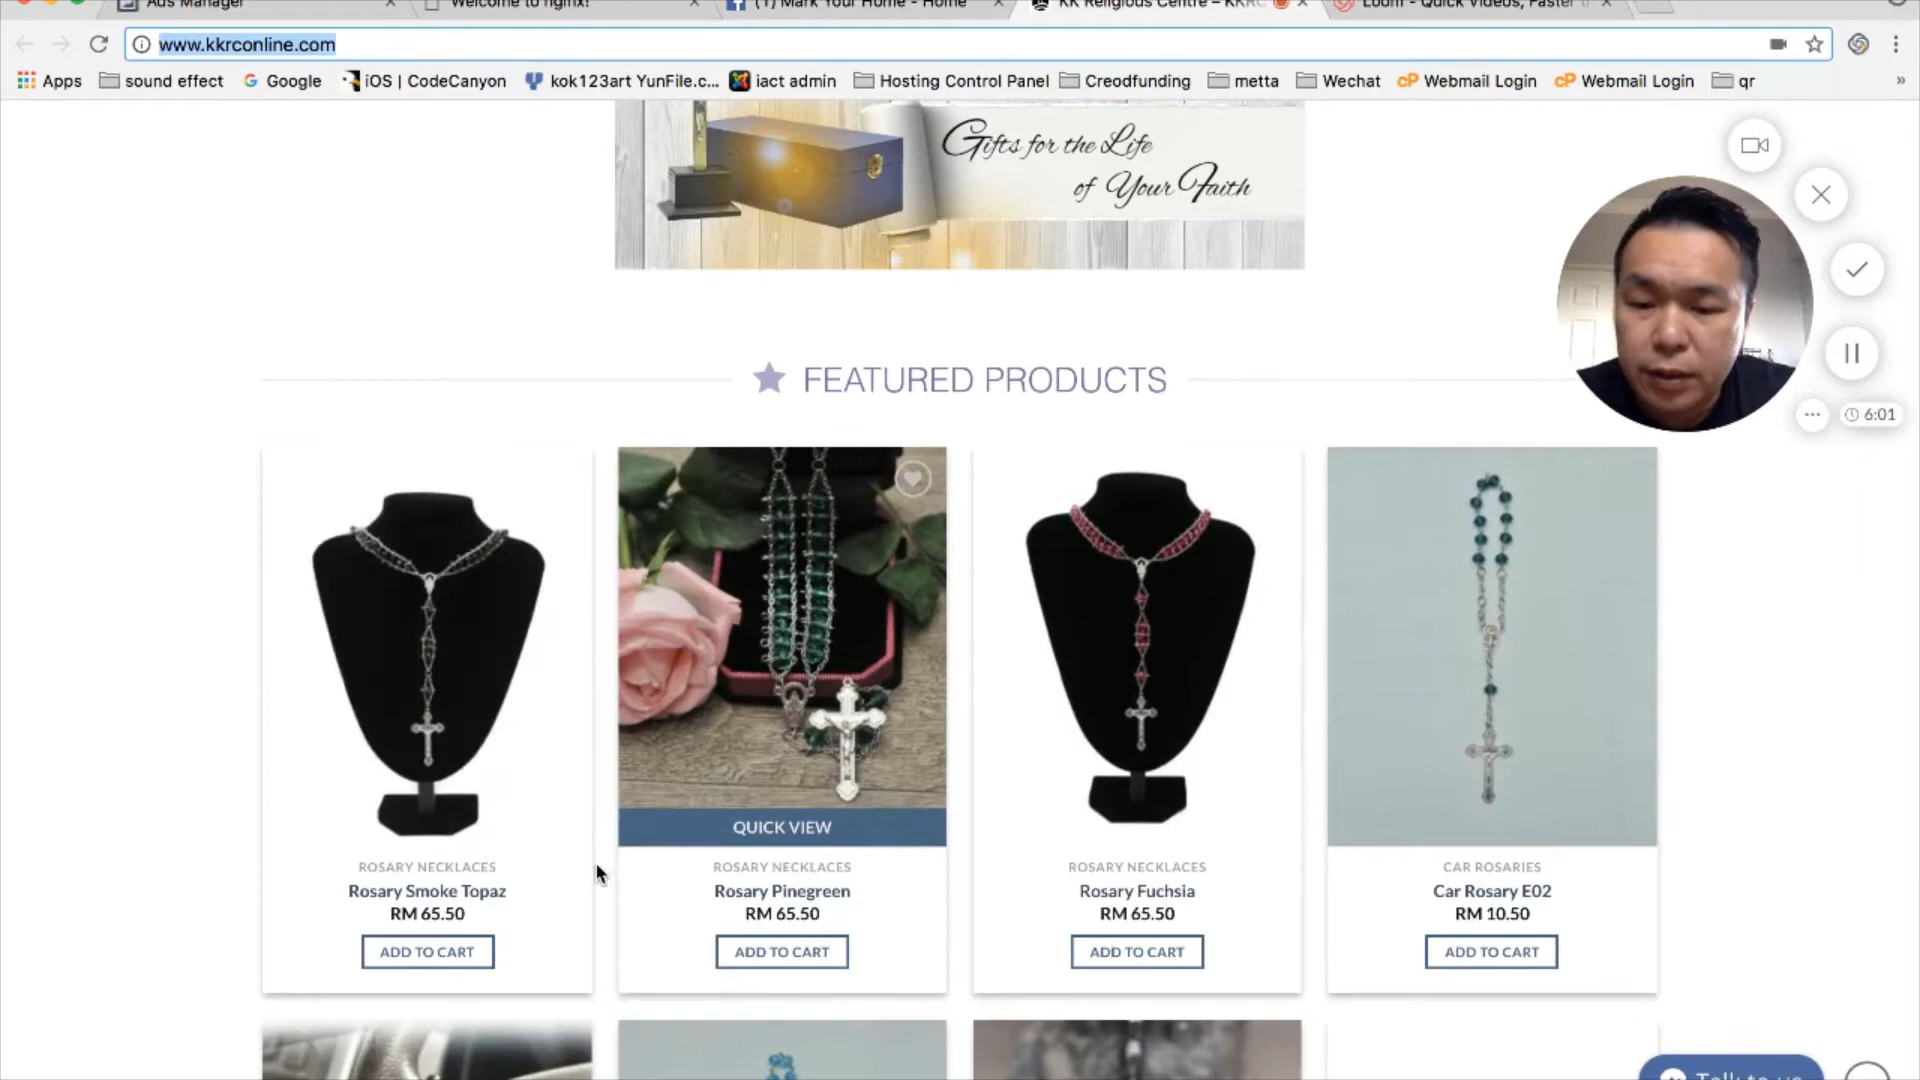 Ads Manager
Welcome to nginx!
(1) Mark Your Home - Home
KK Religious Centre – KKRC
Loom - Quick Videos, Faster
www.kkrconline.com
Apps
sound effect
Google
iOS | CodeCanyon
kok123art YunFile.c...
iact admin
Hosting Control Panel
Creodfunding
metta
Wechat
cP Webmail Login
cP Webmail Login
qr
»
Gifts for the Life
of Your Faith
6:01
FEATURED PRODUCTS
QUICK VIEW
ROSARY NECKLACES
Rosary Smoke Topaz
RM 65.50
ADD TO CART
ROSARY NECKLACES
Rosary Pinegreen
RM 65.50
ADD TO CART
ROSARY NECKLACES
Rosary Fuchsia
RM 65.50
ADD TO CART
CAR ROSARIES
Car Rosary E02
RM 10.50
ADD TO CART
Talk to us